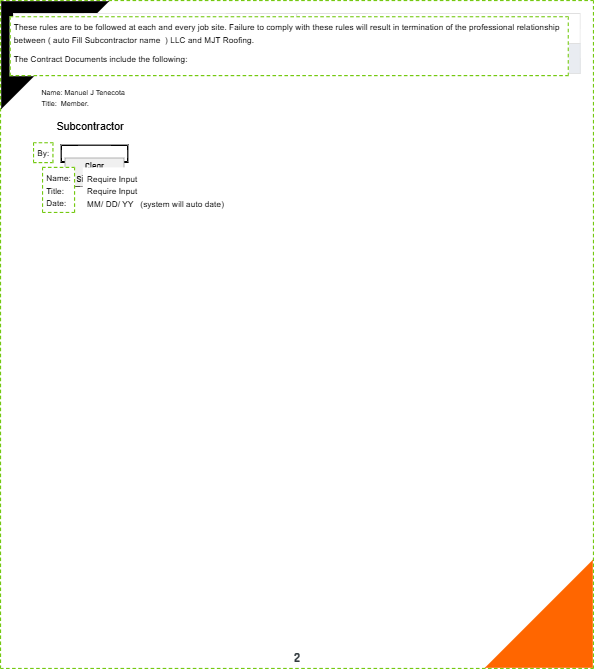 These rules are to be followed at each and every job site. Failure to comply with these rules will result in termination of the professional relationship
between ( auto Fill Subcontractor name ) LLC and MJT Roofing.
The Contract Documents include the following:
Name: Manuel J Tenecota
Title: Member.
Subcontractor
By:
Clear
Name: Si Require Input
Title: Require Input
Date: MM/ DD/ YY (system will auto date)
2